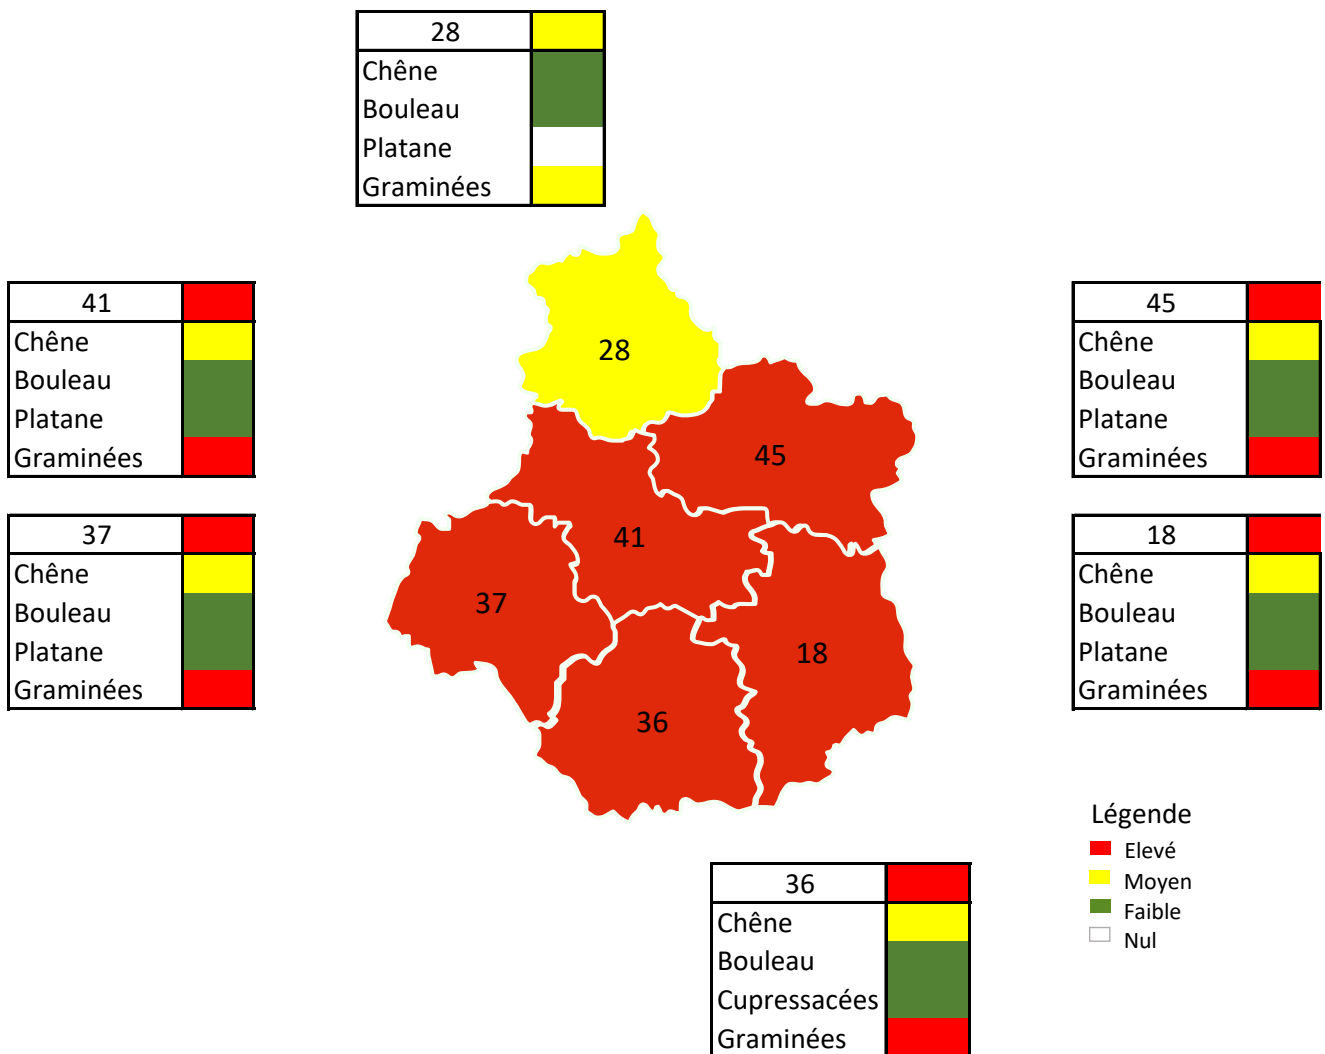 28
Chêne
Bouleau
Platane
Graminées
41
Chêne
Bouleau
Platane
Graminées
37
Chêne
Bouleau
Platane
Graminées
28
45
41
37
18
36
45
Chêne
Bouleau
Platane
Graminées
18
Chêne
Bouleau
Platane
Graminées
Légende
Elevé
Moyen
Faible
Nul
36
Chêne
Bouleau
Cupressacées
Graminées